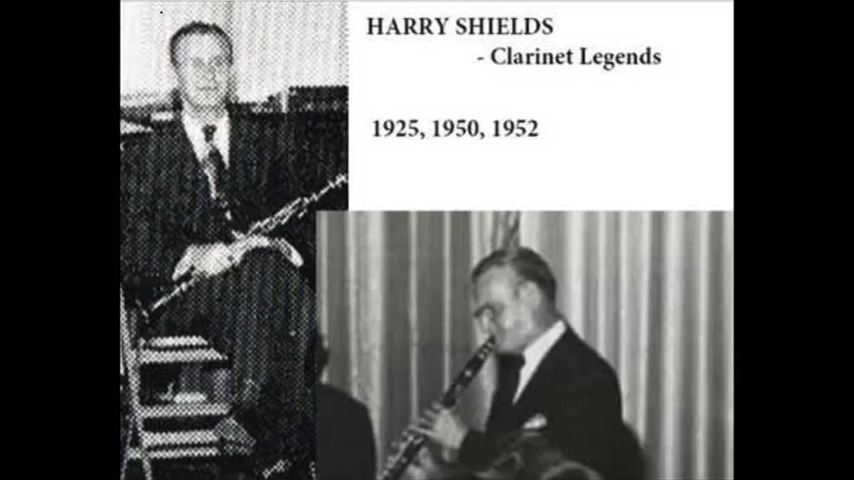 HARRY SHIELDS
- Clarinet Legends
1925, 1950, 1952